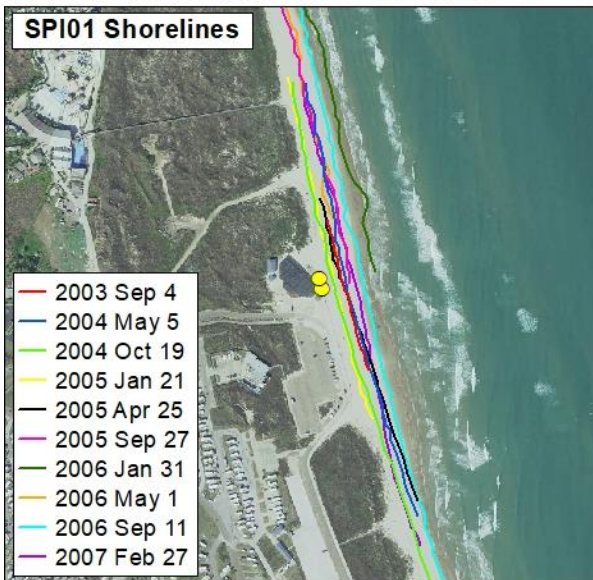 SPI01 Shorelines
2003 Sep 4
2004 May 5
2004 Oct 19
2005 Jan 21
2005 Apr 25
2005 Sep 27
2006 Jan 31
2006 May 1
2006 Sep 11
2007 Feb 27